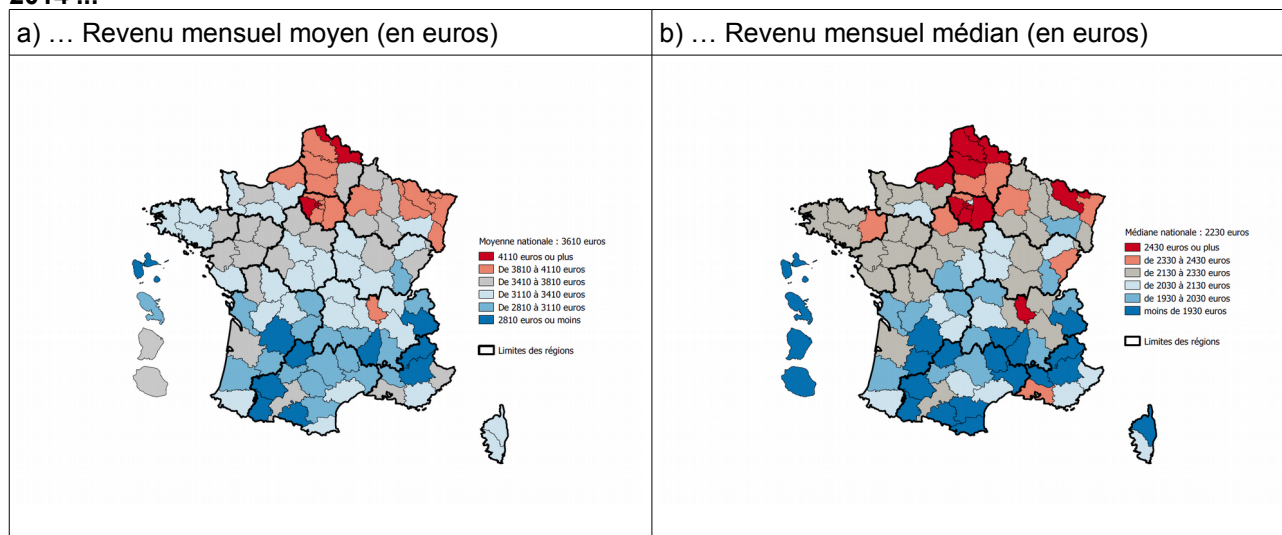 2014 ...
a) … Revenu mensuel moyen (en euros)
b) … Revenu mensuel médian (en euros)
Moyenne nationale : 3610 euros
4110 euros ou plus
De 3810 à 4110 euros
De 3410 à 3810 euros
De 3110 à 3410 euros
De 2810 à 3110 euros
2810 euros ou moins
Limites des régions
Médiane nationale : 2230 euros
2430 euros ou plus
de 2330 à 2430 euros
de 2130 à 2330 euros
de 2030 à 2130 euros
de 1930 à 2030 euros
moins de 1930 euros
Limites des régions